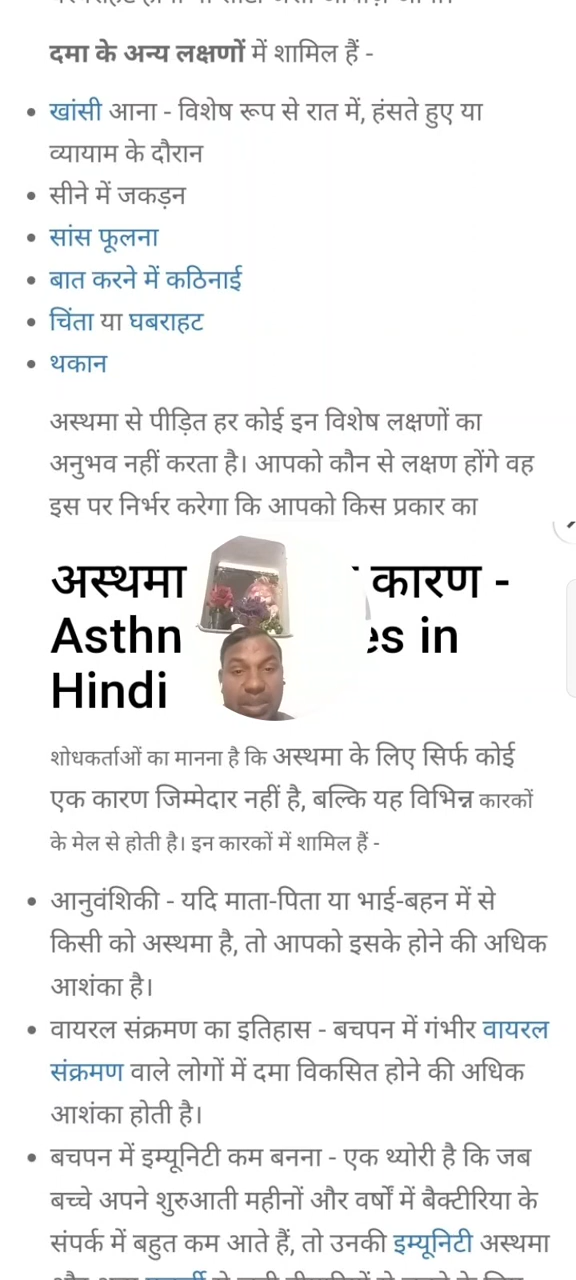 दमा के अन्य लक्षणों में शामिल हैं -
खांसी आना - विशेष रूप से रात में, हंसते हुए या
व्यायाम के दौरान
सीने में जकड़न
सांस फूलना
बात करने में कठिनाई
चिंता या घबराहट
थकान
अस्थमा से पीड़ित हर कोई इन विशेष लक्षणों का
अनुभव नहीं करता है। आपको कौन से लक्षण होंगे वह
इस पर निर्भर करेगा कि आपको किस प्रकार का
अस्थमा कारण -
in
Hindi
शोधकर्ताओं का मानना है कि अस्थमा के लिए सिर्फ कोई
एक कारण जिम्मेदार नहीं है, बल्कि यह विभिन्न कारकों
के मेल से होती है। इन कारकों में शामिल हैं -
आनुवंशिकी - यदि माता-पिता या भाई-बहन में से
किसी को अस्थमा है, तो आपको इसके होने की अधिक
आशंका है।
वायरल संक्रमण का इतिहास - बचपन में गंभीर वायरल
संक्रमण वाले लोगों में दमा विकसित होने की अधिक
आशंका होती है।
बचपन में इम्यूनिटी कम बनना - एक थ्योरी है कि जब
बच्चे अपने शुरुआती महीनों और वर्षों में बैक्टीरिया के
संपर्क में बहुत कम आते हैं, तो उनकी इम्यूनिटी अस्थमा